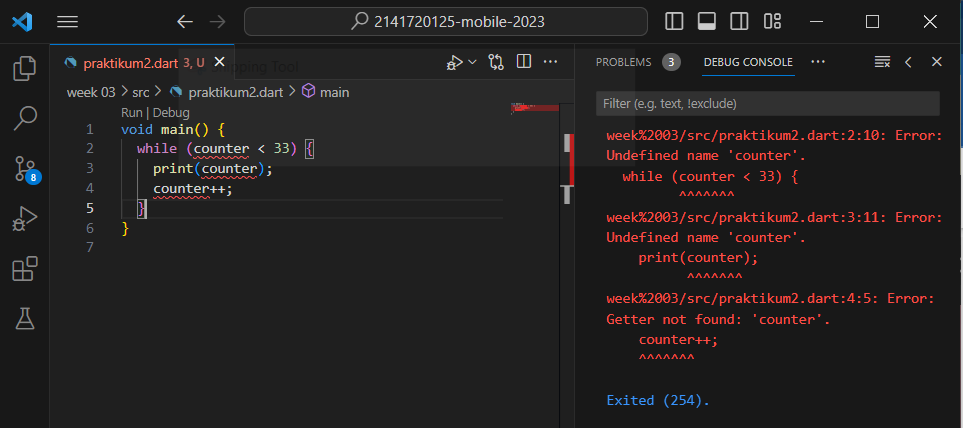 2141720125-mobile-2023
praktikum2.dart 3, U
Snipping Tool
week 03 > src > praktikum2.dart > main
Run | Debug
1 void main() {
2 while (counter < 33) {
3 print(counter);
4 counter++;
5 }
6 }
7
8
PROBLEMS 3 DEBUG CONSOLE ...
Filter (e.g. text, !exclude)
week%2003/src/praktikum2.dart:2:10: Error:
Undefined name 'counter'.
while (counter < 33) {
^^^^^^^
week%2003/src/praktikum2.dart:3:11: Error:
Undefined name 'counter'.
print(counter);
^^^^^^^
week%2003/src/praktikum2.dart:4:5: Error:
Getter not found: 'counter'.
counter++;
^^^^^^^
Exited (254).